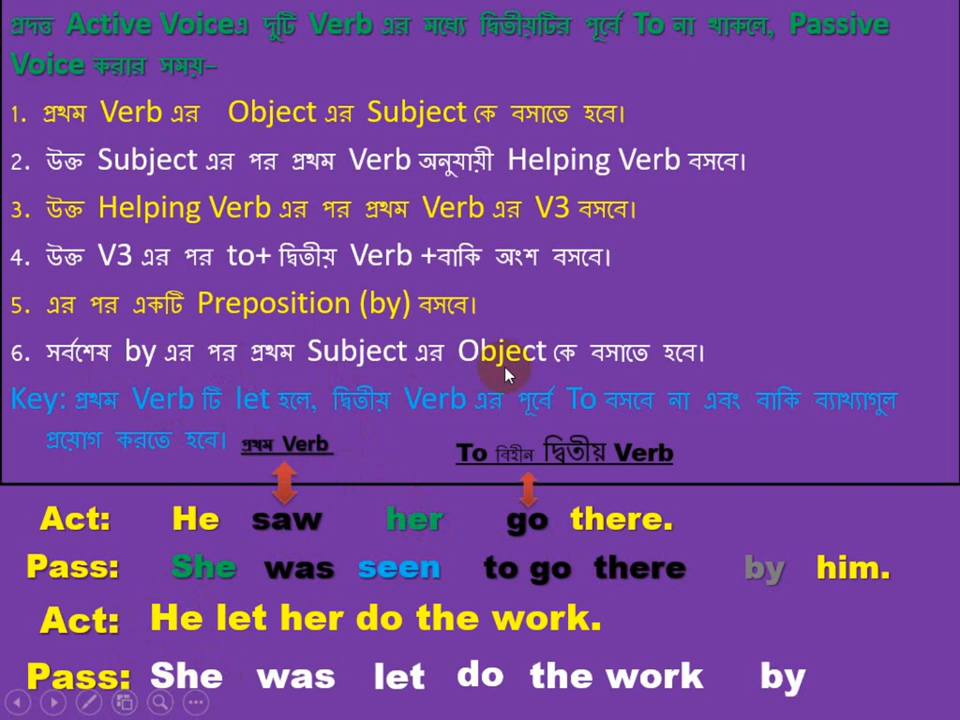 প্রদত্ত Active Voiceএ দুটি Verb এর মধ্যে দ্বিতীয়টির পূর্বে To না থাকলে, Passive
Voice করার সময়–
1. প্রথম Verb এর Object এর Subject কে বসাতে হবে।
2. উক্ত Subject এর পর প্রথম Verb অনুযায়ী Helping Verb বসবে।
3. উক্ত Helping Verb এর পর প্রথম Verb এর V3 বসবে।
4. উক্ত V3 এর পর to+ দ্বিতীয় Verb +বাকি অংশ বসবে।
5. এর পর একটি Preposition (by) বসবে।
6. সর্বশেষ by এর পর প্রথম Subject এর Object কে বসাতে হবে।
Key: প্রথম Verb টি let হলে, দ্বিতীয় Verb এর পূর্বে To বসবে না এবং বাকি ব্যাখ্যাগুল
প্রয়োগ করতে হবে।
প্রথম Verb
To বিহীন দ্বিতীয় Verb
Act: He saw her go there.
Pass: She was seen to go there by him.
Act: He let her do the work.
Pass: She was let do the work by